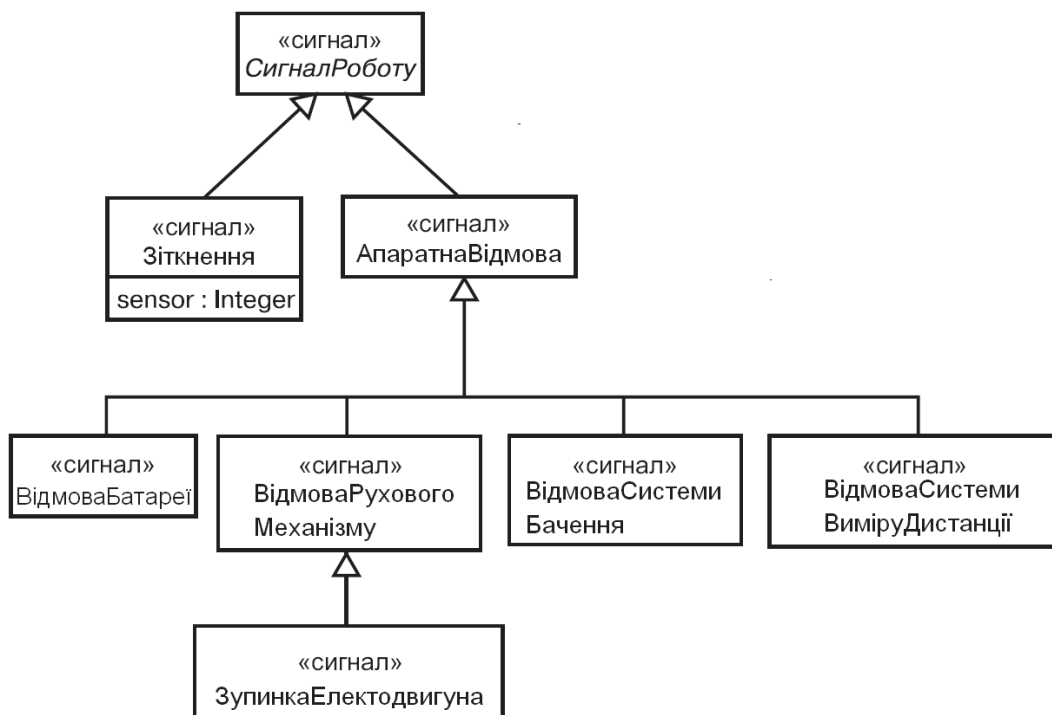 «сигнал»
СигналРоботу
«сигнал»
Зіткнення
sensor : Integer
«сигнал»
АпаратнаВідмова
«сигнал»
ВідмоваБатареї
«сигнал»
ВідмоваРухового
Механізму
«сигнал»
ВідмоваСистеми
Бачення
«сигнал»
ВідмоваСистеми
ВиміруДистанції
«сигнал»
ЗупинкаЕлектодвигуна